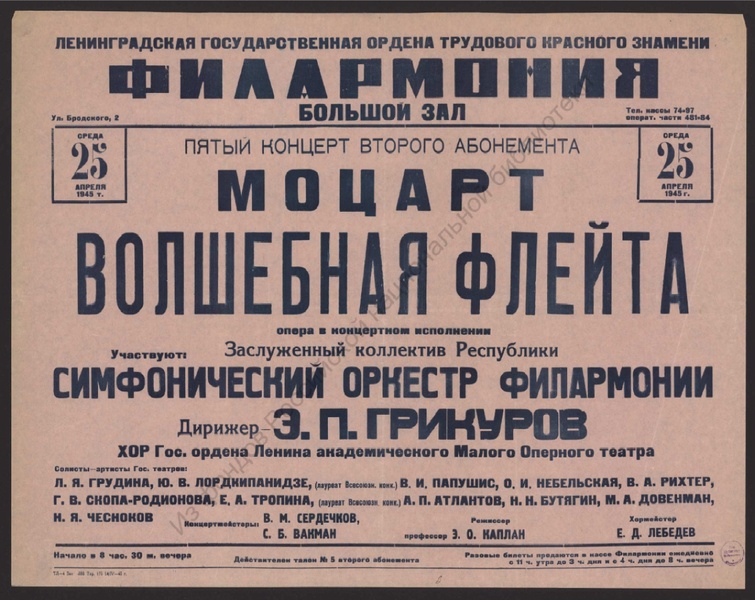 ЛЕНИНГРАДСКАЯ ГОСУДАРСТВЕННАЯ ОРДЕНА ТРУДОВОГО КРАСНОГО ЗНАМЕНИ
ФИЛАРМОНИЯ
БОЛЬШОЙ ЗАЛ
Ул. Бродского, 2
Тел. кассы 74-97
операт. части 481-84
СРЕДА
25
АПРЕЛЯ
1945 г.
ПЯТЫЙ КОНЦЕРТ ВТОРОГО АБОНЕМЕНТА
МОЦАРТ
СРЕДА
25
АПРЕЛЯ
1945 г.
ВОЛШЕБНАЯ ФЛЕЙТА
опера в концертном исполнении
Участвуют: Заслуженный коллектив Республики
СИМФОНИЧЕСКИЙ ОРКЕСТР ФИЛАРМОНИИ
Дирижер—Э. П. ГРИКУРОВ
ХОР Гос. ордена Ленина академического Малого Оперного театра
Солисты—артисты Гос. театров:
Л. Я. ГРУДИНА, Ю. В. ЛОРДКИПАНИДЗЕ, (лауреат Всесоюзн. конк.) В. И. ПАПУШИС, О. И. НЕБЕЛЬСКАЯ, В. А. РИХТЕР,
Г. В. СКОПА-РОДИОНОВА, Е. А. ТРОПИНА, (лауреат Всесоюзн. конк.) А. П. АТЛАНТОВ, Н. Н. БУТЯГИН, М. А. ДОВЕНМАН,
Н. Я. ЧЕСНОКОВ
Концертмейстеры: В. М. СЕРДЕЧКОВ,
С. Б. ВАКМАН
Режиссер
профессор Э. О. КАПЛАН
Хормейстер
Е. Д. ЛЕБЕДЕВ
Начало в 8 час. 30 м. вечера
Действителен талон № 5 второго абонемента
Разовые билеты продаются в кассе Филармонии ежедневно
с 11 ч. утра до 3 ч. дня и с 4 ч. дня до 8 ч. вечера
Из фондов Российской национальной библиотеки